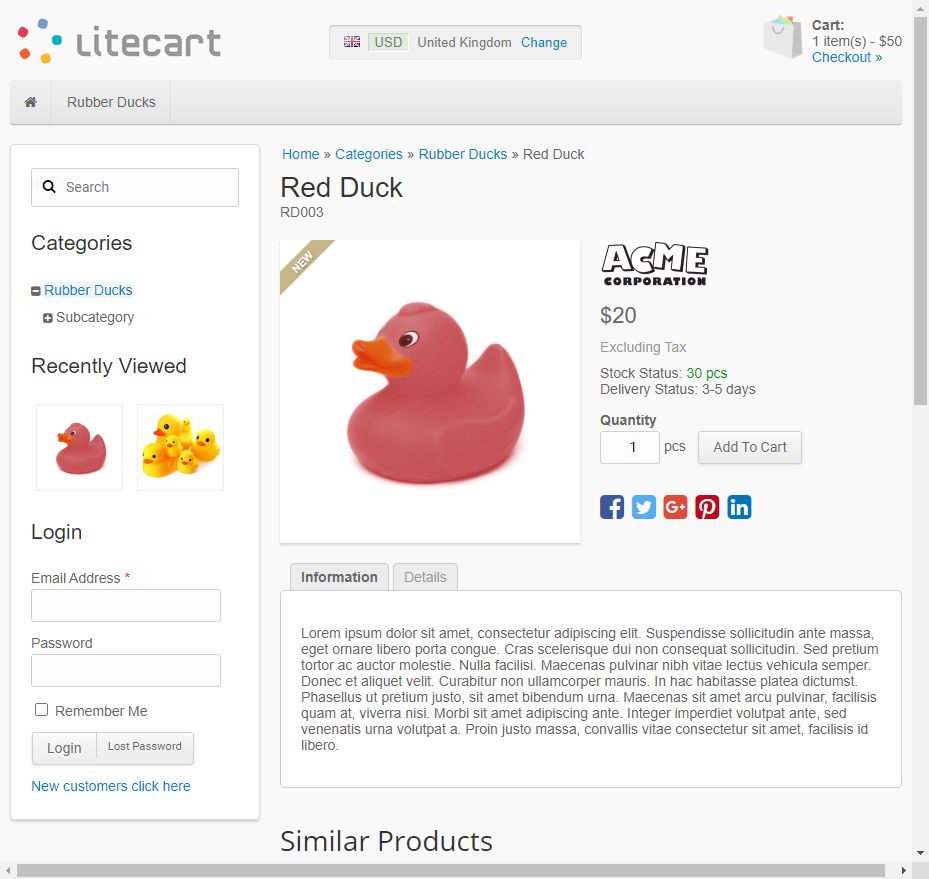 litecart
USD United Kingdom Change
Cart:
1 item(s) - $50
Checkout »
Rubber Ducks
Search
Categories
Rubber Ducks
Subcategory
Recently Viewed
Login
Email Address *
Password
Remember Me
Login Lost Password
New customers click here
Home » Categories » Rubber Ducks » Red Duck
Red Duck
RD003
NEW
ACME
CORPORATION
$20
Excluding Tax
Stock Status: 30 pcs
Delivery Status: 3-5 days
Quantity
1 pcs Add To Cart
Information Details
Lorem ipsum dolor sit amet, consectetur adipiscing elit. Suspendisse sollicitudin ante massa,
eget ornare libero porta congue. Cras scelerisque dui non consequat sollicitudin. Sed pretium
tortor ac auctor molestie. Nulla facilisi. Maecenas pulvinar nibh vitae lectus vehicula semper.
Donec et aliquet velit. Curabitur non ullamcorper mauris. In hac habitasse platea dictumst.
Phasellus ut pretium justo, sit amet bibendum urna. Maecenas sit amet arcu pulvinar, facilisis
quam at, viverra nisi. Morbi sit amet adipiscing ante. Integer imperdiet volutpat ante, sed
venenatis urna volutpat a. Proin justo massa, convallis vitae consectetur sit amet, facilisis id
libero.
Similar Products